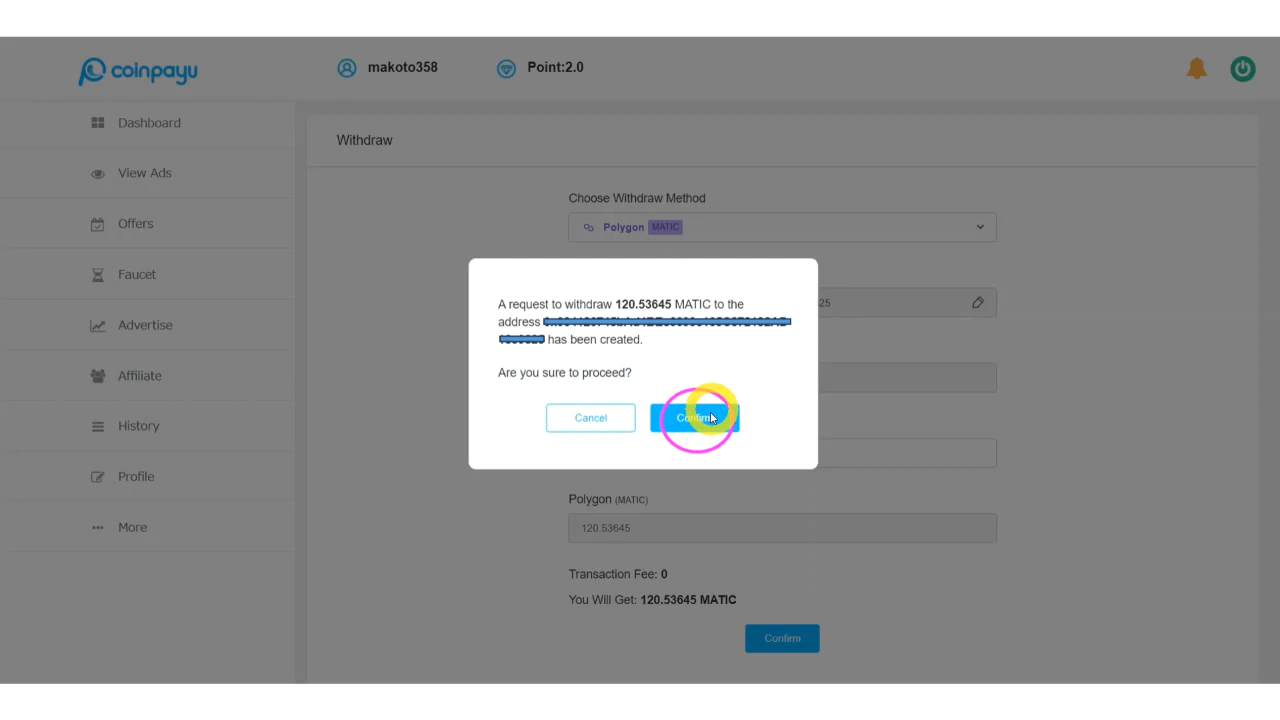 coinpayu
makoto358
Point:2.0
Dashboard
View Ads
Offers
Faucet
Advertise
Affiliate
History
Profile
More
Withdraw
Choose Withdraw Method
Polygon MATIC
25
A request to withdraw 120.53645 MATIC to the
address
has been created.
Are you sure to proceed?
Cancel
Confirm
Polygon (MATIC)
120.53645
Transaction Fee: 0
You Will Get: 120.53645 MATIC
Confirm